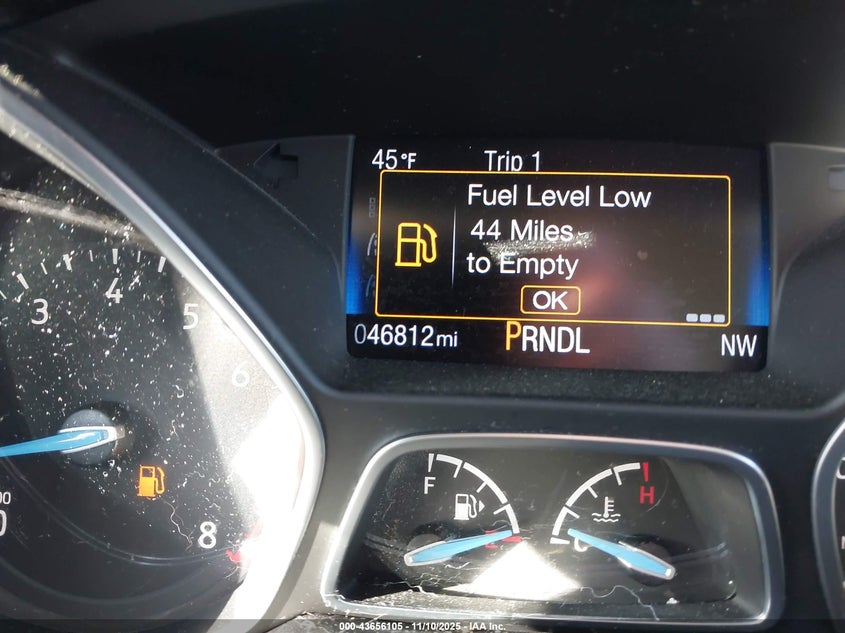 45°F Trip 1
Fuel Level Low
44 Miles
to Empty
OK
046812mi PRNDL NW
3 4 5 6 8
F
H
C
000-43656105 — 11/10/2025 — IAA Inc.